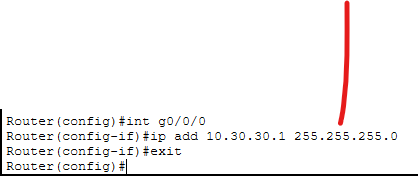 Router(config)#int g0/0/0
Router(config-if)#ip add 10.30.30.1 255.255.255.0
Router(config-if)#exit
Router(config)#